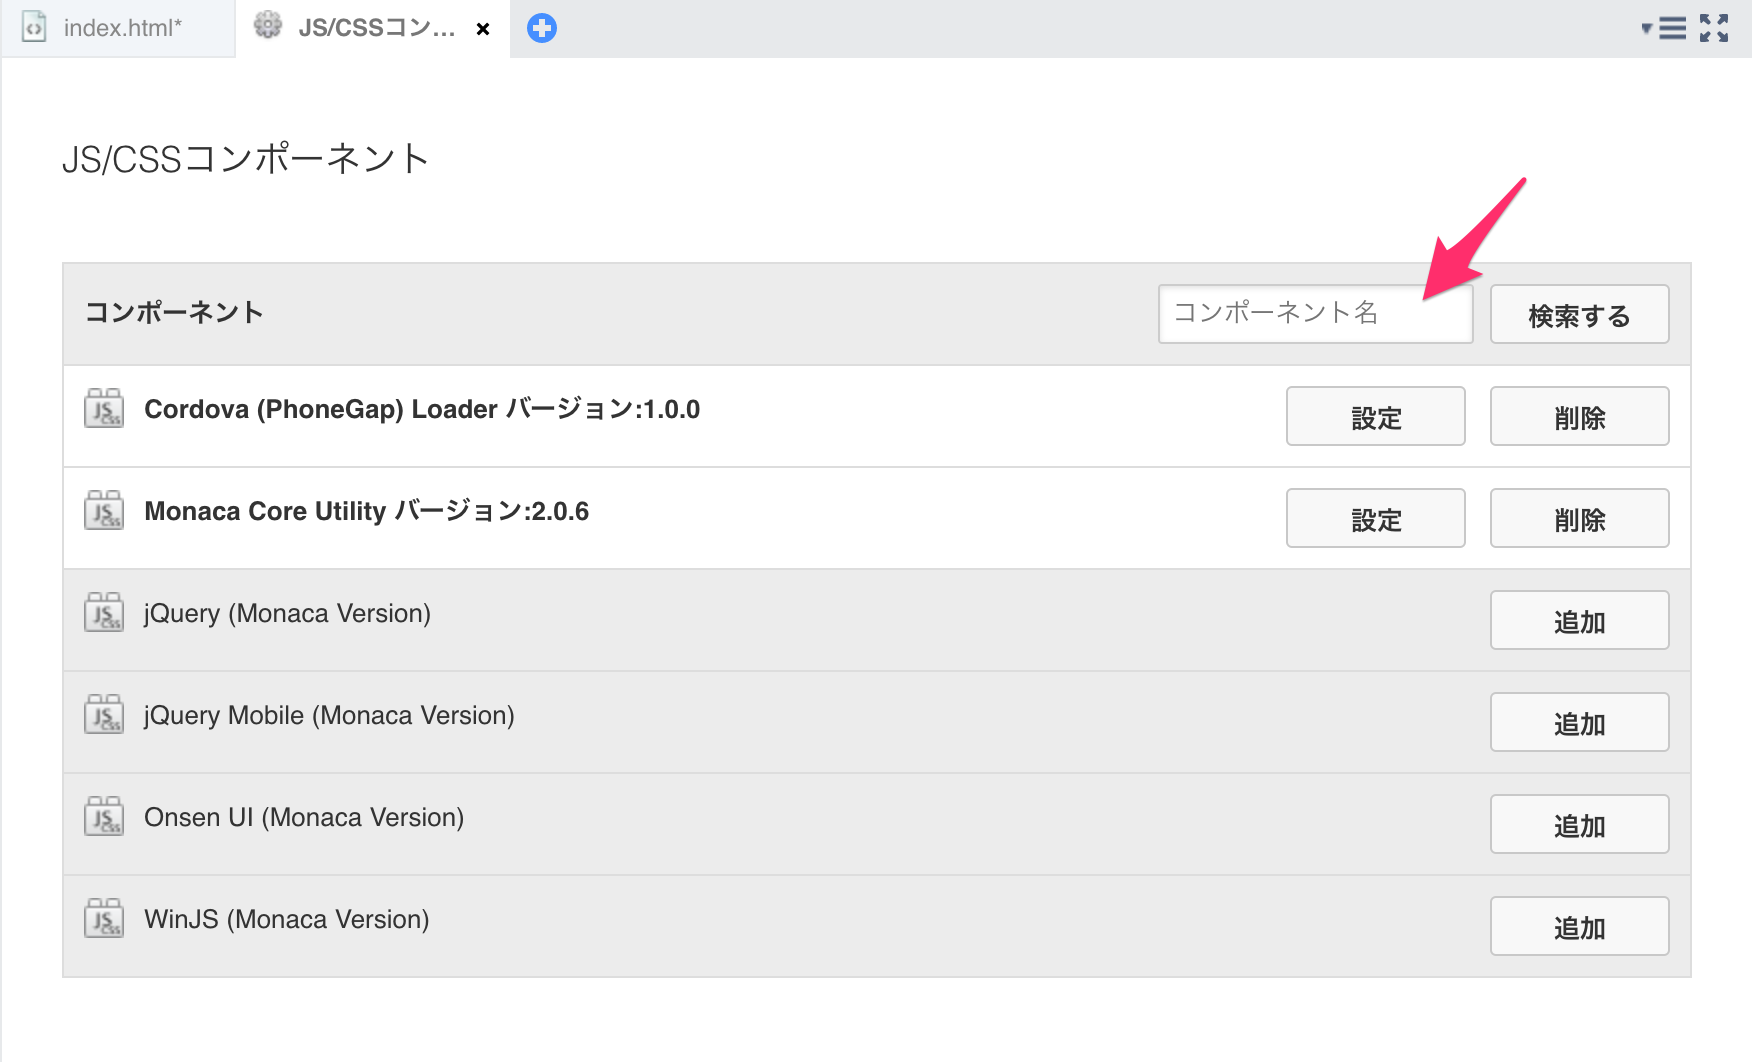 index.html*
JS/CSSコン...
JS/CSSコンポーネント
コンポーネント
コンポーネント名
検索する
Cordova (PhoneGap) Loader バージョン:1.0.0
設定
削除
Monaca Core Utility バージョン:2.0.6
設定
削除
jQuery (Monaca Version)
追加
jQuery Mobile (Monaca Version)
追加
Onsen UI (Monaca Version)
追加
WinJS (Monaca Version)
追加